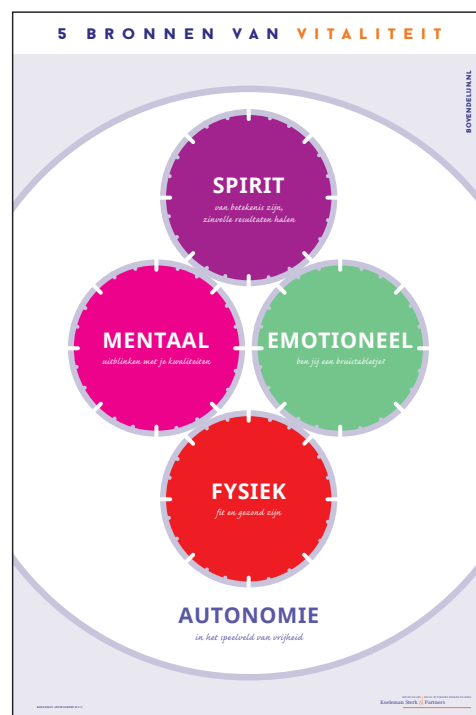 5 BRONNEN VAN VITALITEIT
BOVENDELIJN.NL
SPIRIT
van betekenis zijn,
zinvolle resultaten halen
MENTAAL
uitblinken met je kwaliteiten
EMOTIONEEL
ben jij een bruistabletje?
FYSIEK
fit en gezond zijn
AUTONOMIE
in het speelveld van vrijheid
Koeleman Sterk & Partners